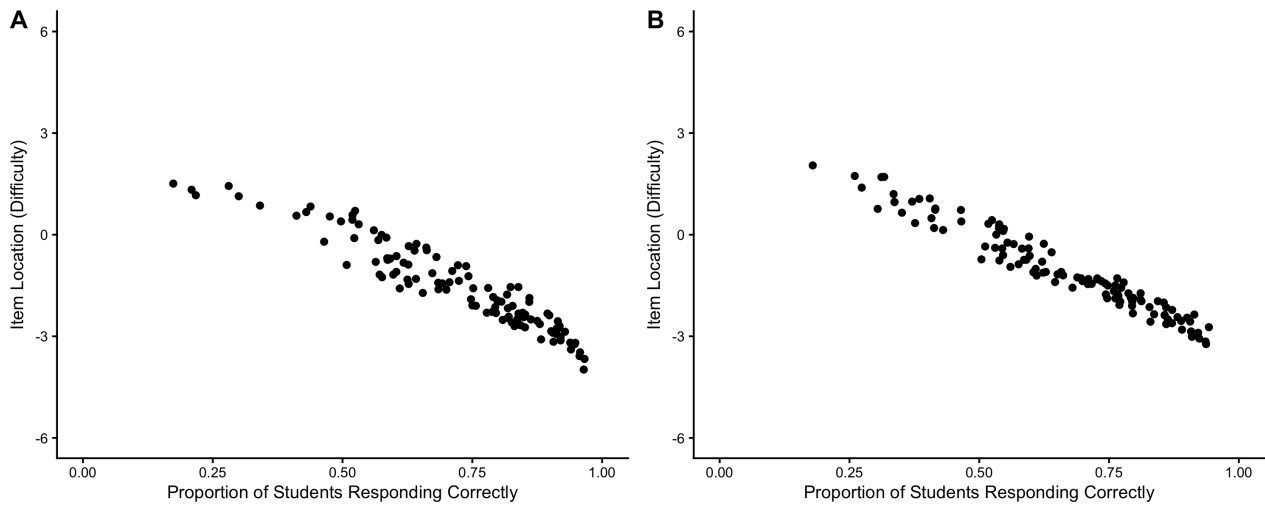 A
6
3
0
-3
-6
Item Location (Difficulty)
0.00 0.25 0.50 0.75 1.00
Proportion of Students Responding Correctly
B
6
3
0
-3
-6
Item Location (Difficulty)
0.00 0.25 0.50 0.75 1.00
Proportion of Students Responding Correctly